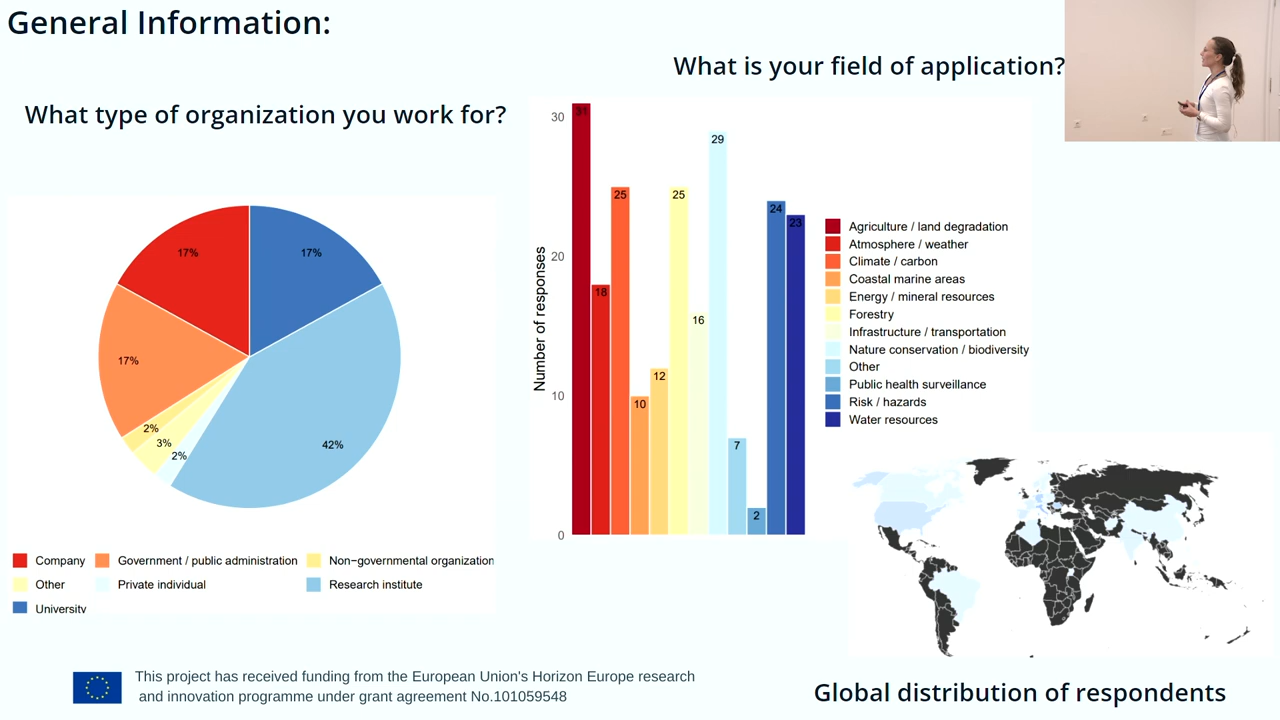 General Information:
What is your field of application?
What type of organization you work for?
30
20
10
0
Number of responses
31
18
25
10
12
25
16
29
7
2
24
23
Agriculture / land degradation
Atmosphere / weather
Climate / carbon
Coastal marine areas
Energy / mineral resources
Forestry
Infrastructure / transportation
Nature conservation / biodiversity
Other
Public health surveillance
Risk / hazards
Water resources
17%
17%
17%
2%
3%
2%
42%
Company
Government / public administration
Non−governmental organization
Other
Private individual
Research institute
University
This project has received funding from the European Union's Horizon Europe research
and innovation programme under grant agreement No.101059548
Global distribution of respondents